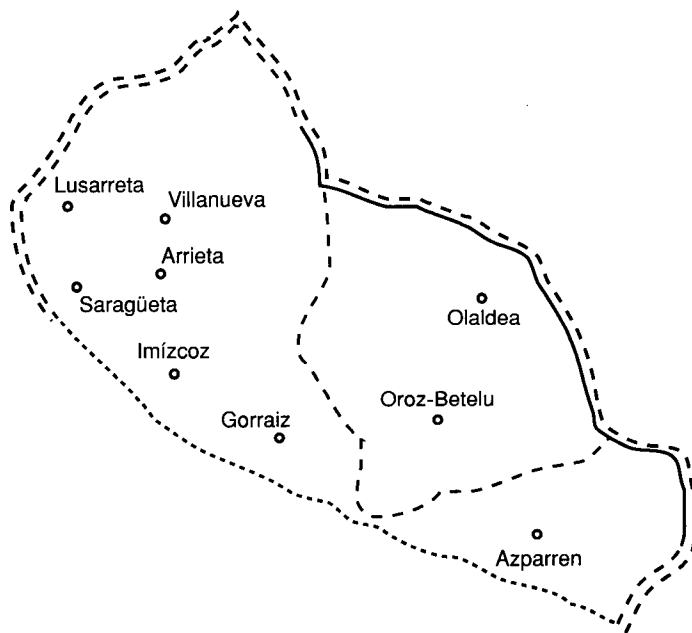 Lusarreta
Villanueva
Arrieta
Saragüeta
Olaldea
Imízcoz
Oroz-Betelu
Gorraiz
Azparren